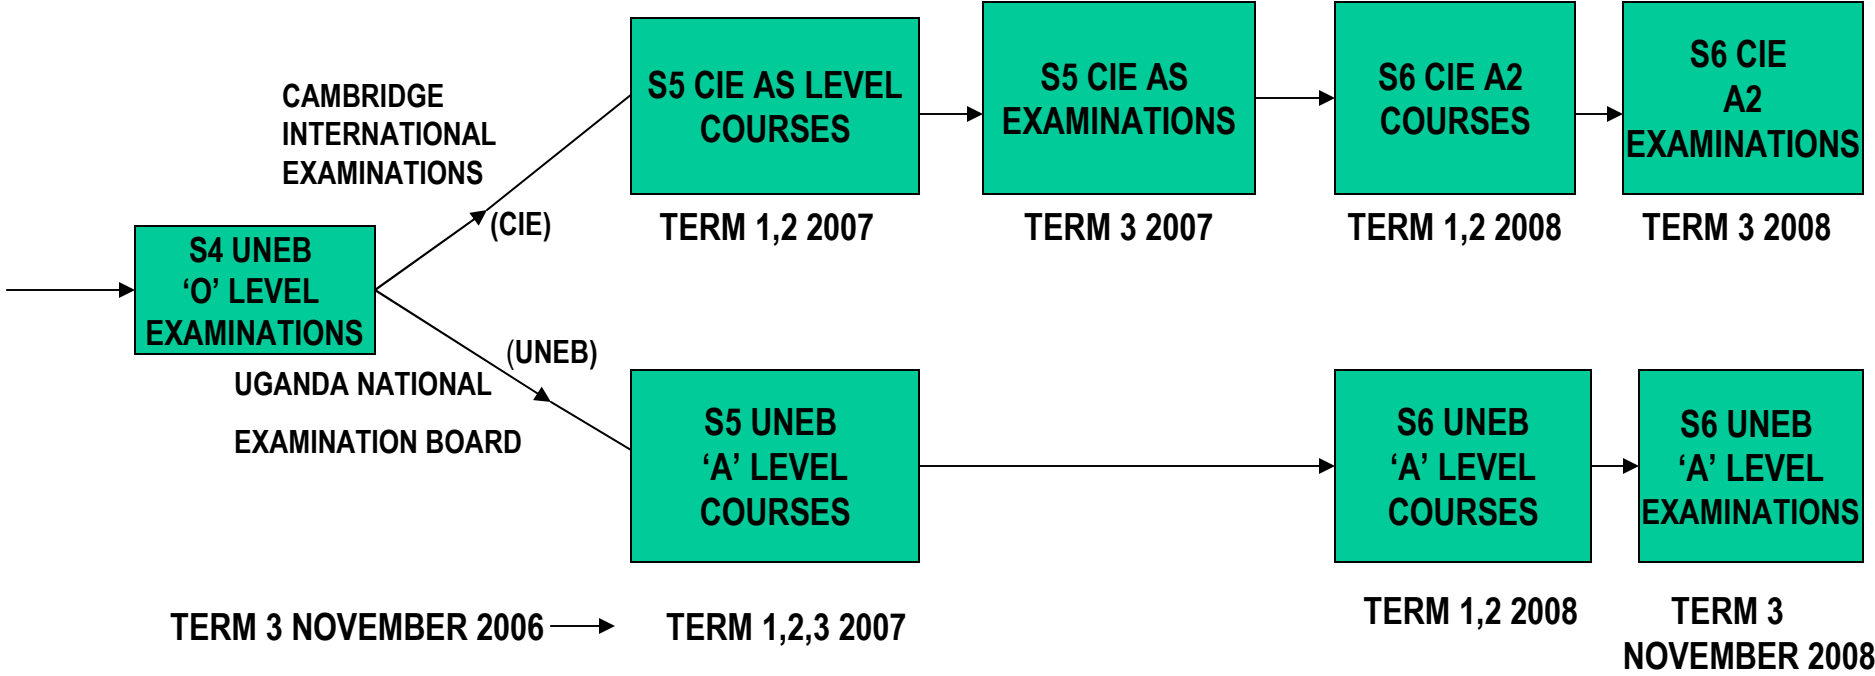 CAMBRIDGE
INTERNATIONAL
EXAMINATIONS
(CIE)
S5 CIE AS LEVEL
COURSES
TERM 1,2 2007
S5 CIE AS
EXAMINATIONS
TERM 3 2007
S6 CIE A2
COURSES
TERM 1,2 2008
S6 CIE
A2
EXAMINATIONS
TERM 3 2008
S4 UNEB
‘O’ LEVEL
EXAMINATIONS
(UNEB)
UGANDA NATIONAL
EXAMINATION BOARD
S5 UNEB
‘A’ LEVEL
COURSES
S6 UNEB
‘A’ LEVEL
COURSES
S6 UNEB
‘A’ LEVEL
EXAMINATIONS
TERM 3 NOVEMBER 2006
TERM 1,2,3 2007
TERM 1,2 2008
TERM 3
NOVEMBER 2008